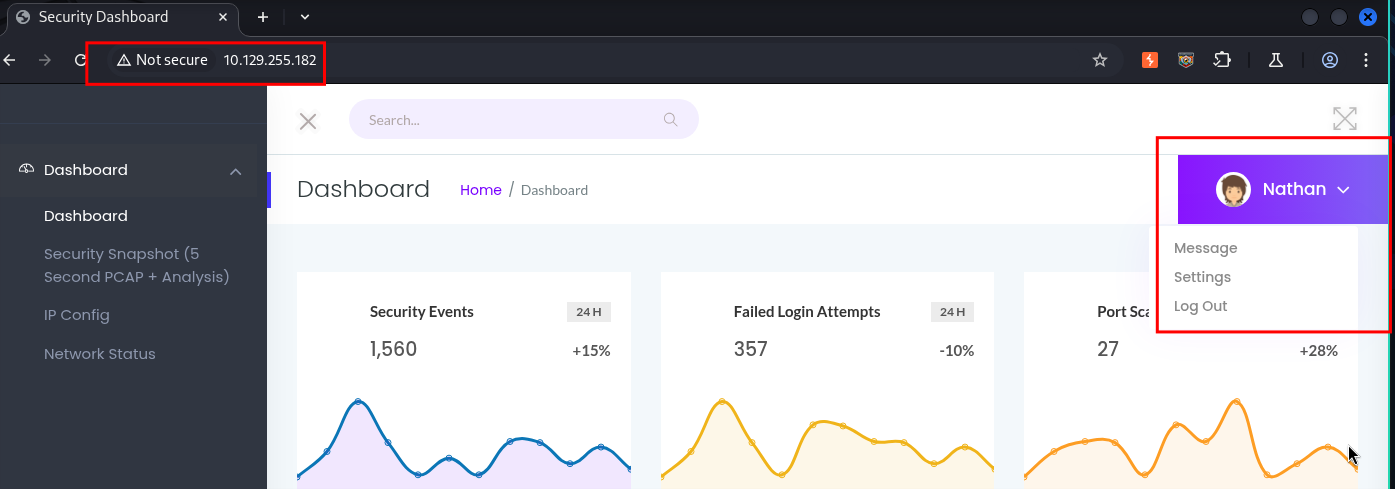 Security Dashboard
Not secure 10.129.255.182
Search...
Dashboard
Dashboard Home / Dashboard
Nathan
Dashboard
Security Snapshot (5
Second PCAP + Analysis)
IP Config
Network Status
Message
Settings
Log Out
Security Events 24 H
1,560 +15%
Failed Login Attempts 24 H
357 -10%
Port Sca
27 +28%